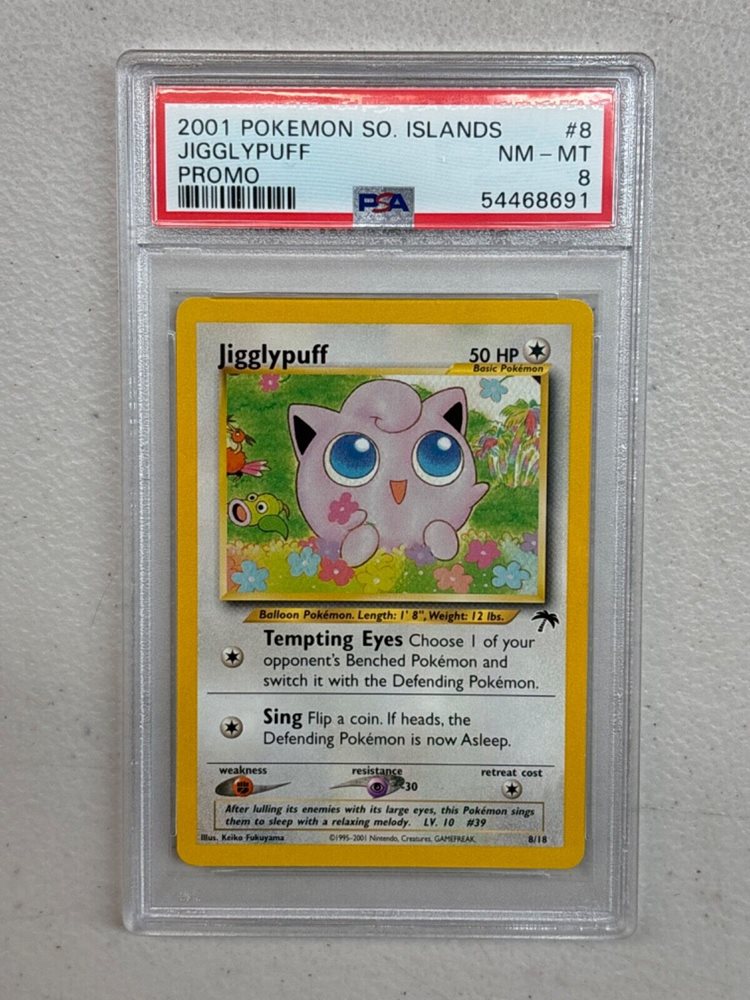 2001 POKEMON SO. ISLANDS #8
JIGGLYPUFF NM - MT
PROMO 8
PSA 54468691
Jigglypuff 50 HP
Basic Pokémon
Balloon Pokémon. Length: 1' 8", Weight: 12 lbs.
Tempting Eyes Choose 1 of your
opponent's Benched Pokémon and
switch it with the Defending Pokémon.
Sing Flip a coin. If heads, the
Defending Pokémon is now Asleep.
weakness resistance retreat cost
-30
After lulling its enemies with its large eyes, this Pokémon sings
them to sleep with a relaxing melody. LV. 10 #39
Illus. Keiko Fukuyama ©1995-2001 Nintendo, Creatures, GAMEFREAK. 8/18